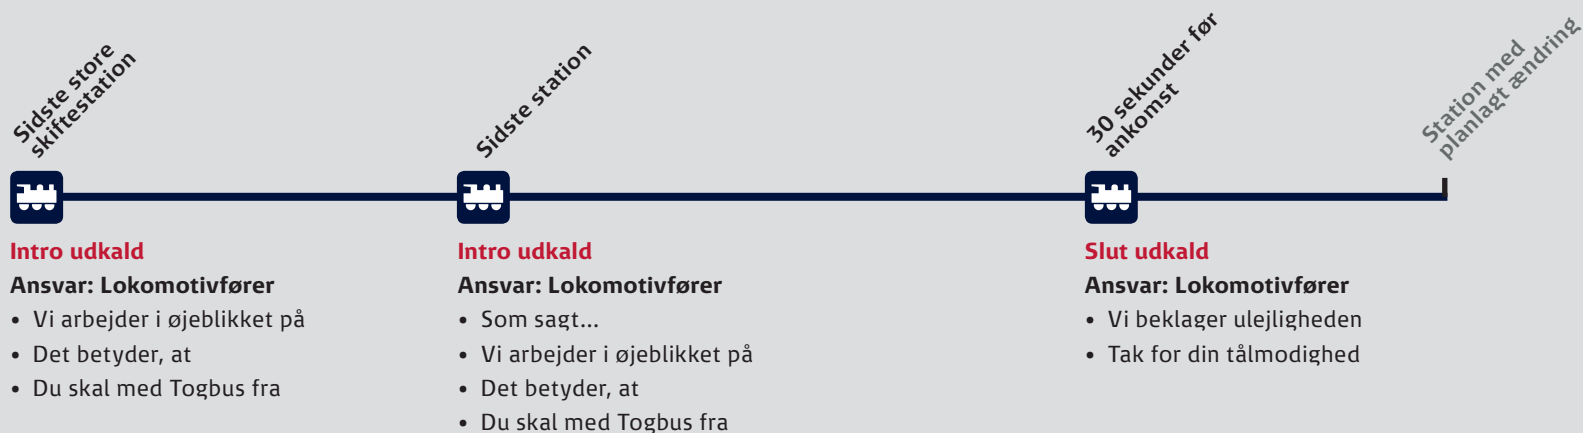 Sidste store
skiftestation
Sidste station
30 sekunder før
ankomst
Station med
planlagt ændring
Intro udkald
Ansvar: Lokomotivfører
• Vi arbejder i øjeblikket på
• Det betyder, at
• Du skal med Togbus fra
Intro udkald
Ansvar: Lokomotivfører
• Som sagt...
• Vi arbejder i øjeblikket på
• Det betyder, at
• Du skal med Togbus fra
Slut udkald
Ansvar: Lokomotivfører
• Vi beklager ulejligheden
• Tak for din tålmodighed